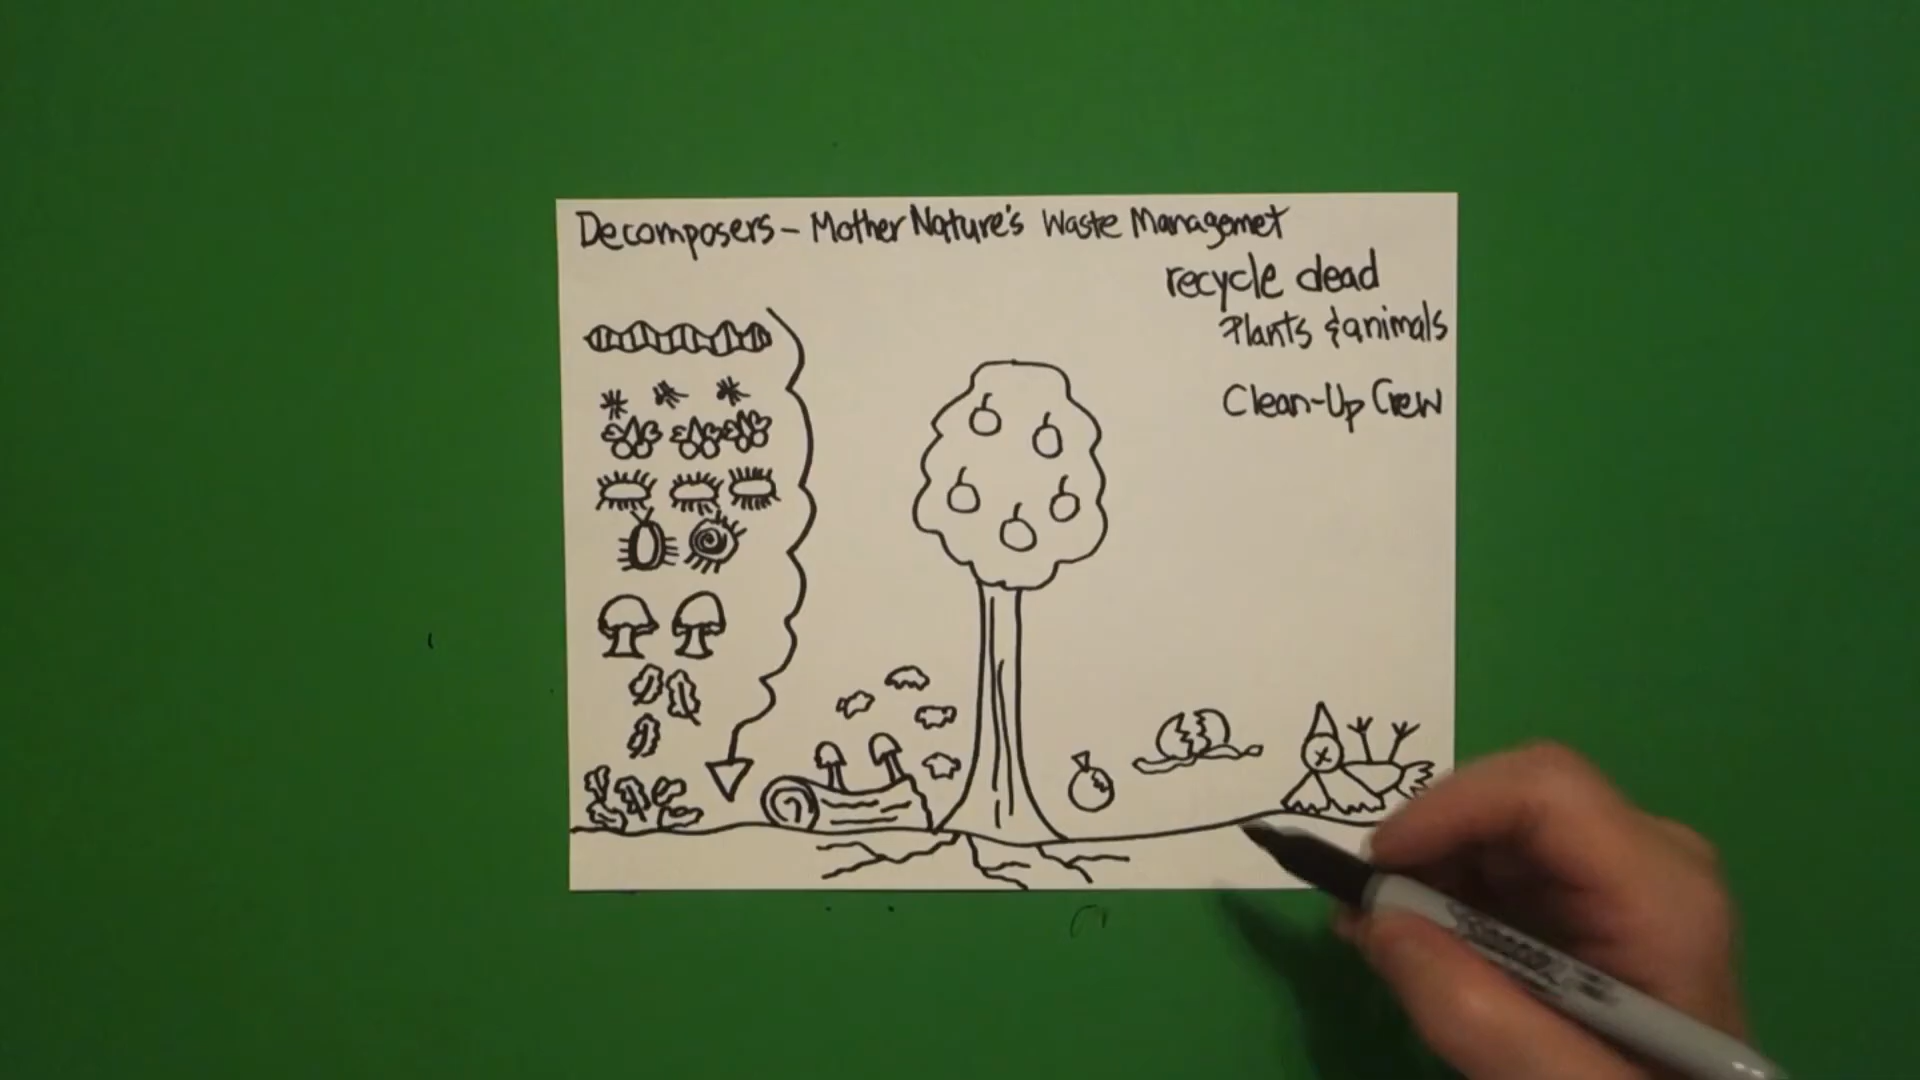 Decomposers - Mother Nature's Waste Managemet
recycle dead
Plants & animals
Clean-Up Crew